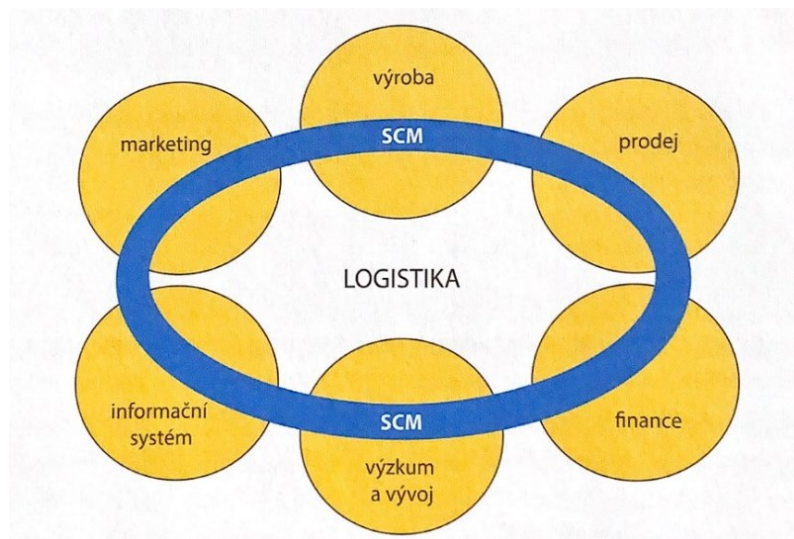 výroba
marketing
SCM
prodej
LOGISTIKA
informační
systém
SCM
finance
výzkum
a vývoj